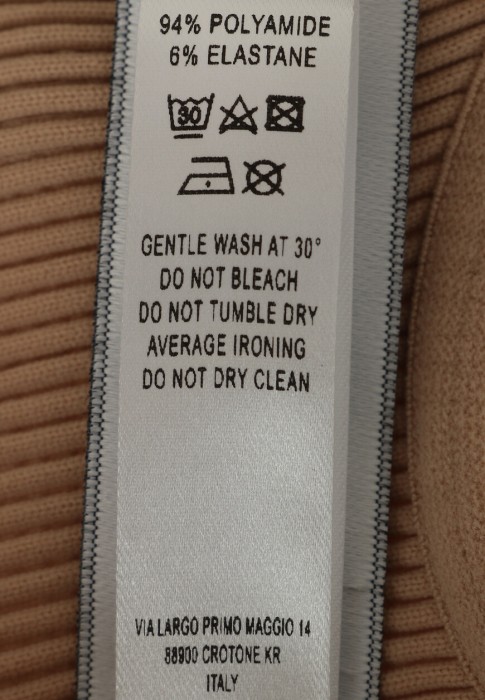 94% POLYAMIDE
6% ELASTANE
30
GENTLE WASH AT 30°
DO NOT BLEACH
DO NOT TUMBLE DRY
AVERAGE IRONING
DO NOT DRY CLEAN
VIA LARGO PRIMO MAGGIO 14
88900 CROTONE KR
ITALY